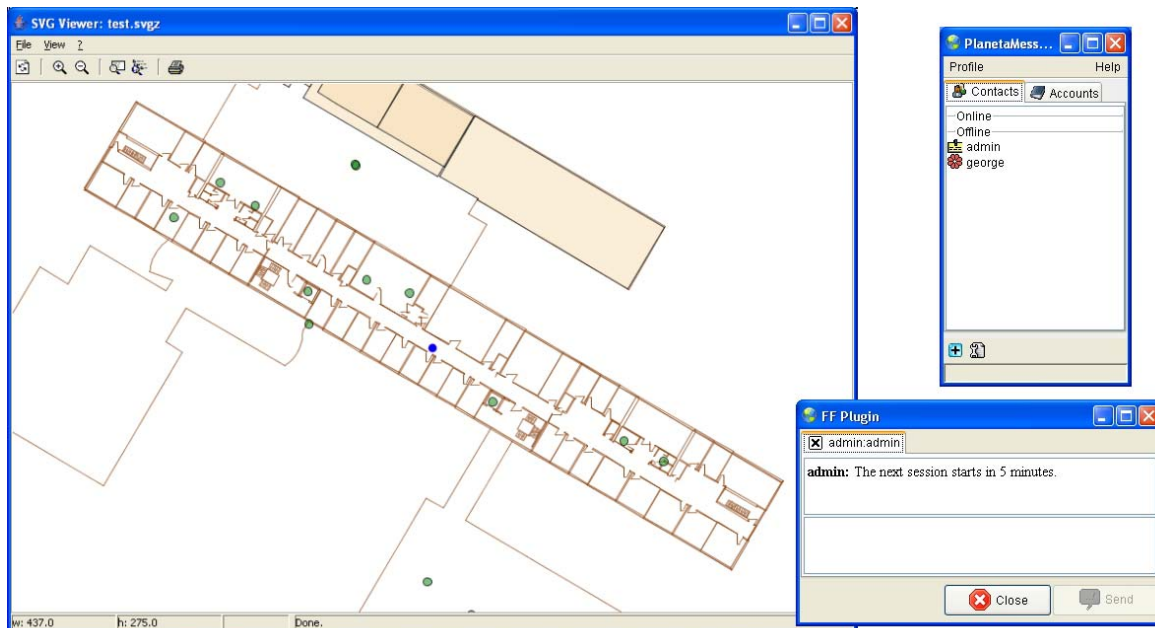 SVG Viewer: test.svgz
File View ?
w: 437.0 h: 275.0 Done.
PlanetaMess...
Profile Help
Contacts Accounts
Online
Offline
admin
george
FF Plugin
admin:admin
admin: The next session starts in 5 minutes.
Close Send